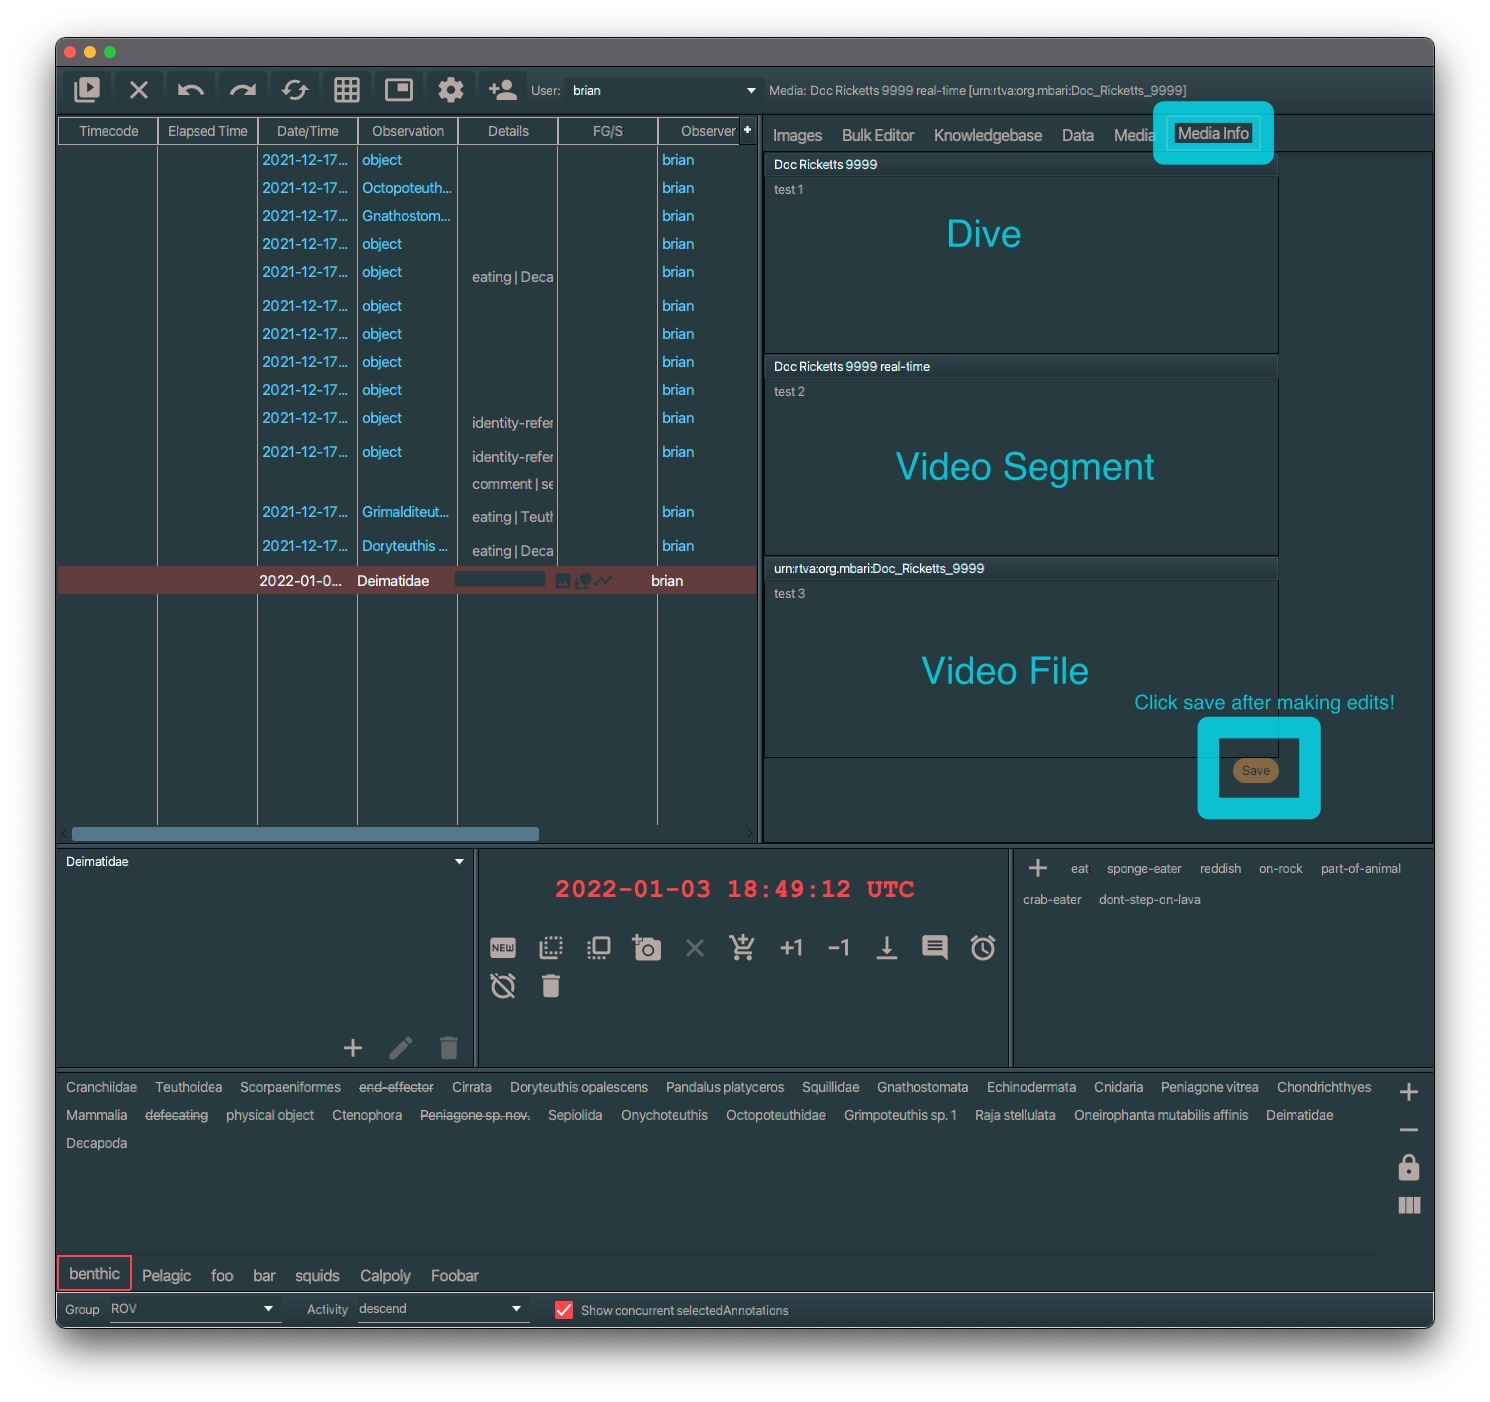 User: brian Media: Doc Ricketts 9999 real-time [urn:rtva:org.mbari:Doc_Ricketts_9999]
Timecode Elapsed Time Date/Time Observation Details FG/S Observer +
2021-12-17... object brian
2021-12-17... Octopoteuth... brian
2021-12-17... Gnathostom... brian
2021-12-17... object brian
2021-12-17... object eating | Deca brian
2021-12-17... object brian
2021-12-17... object brian
2021-12-17... object brian
2021-12-17... object brian
2021-12-17... object identity-refer brian
2021-12-17... object identity-refer brian
comment | se
2021-12-17... Grimalditeut... eating | Teuth brian
2021-12-17... Doryteuthis ... eating | Deca brian
2022-01-0... Deimatidae brian
Images Bulk Editor Knowledgebase Data Media Media Info
Doc Ricketts 9999
test 1
Dive
Doc Ricketts 9999 real-time
test 2
Video Segment
urn:rtva:org.mbari:Doc_Ricketts_9999
test 3
Video File
Click save after making edits!
Save
Deimatidae
2022-01-03 18:49:12 UTC
NEW +1 −1
eat sponge-eater reddish on-rock part-of-animal
crab-eater dont-step-on-lava
Cranchiidae Teuthoidea Scorpaeniformes end-effector Cirrata Doryteuthis opalescens Pandalus platyceros Squillidae Gnathostomata Echinodermata Cnidaria Peniagone vitrea Chondrichthyes
Mammalia defecating physical object Ctenophora Peniagone sp. nov. Sepiolida Onychoteuthis Octopoteuthidae Grimpoteuthis sp. 1 Raja stellulata Oneirophanta mutabilis affinis Deimatidae
Decapoda
benthic Pelagic foo bar squids Calpoly Foobar
Group ROV Activity descend Show concurrent selectedAnnotations